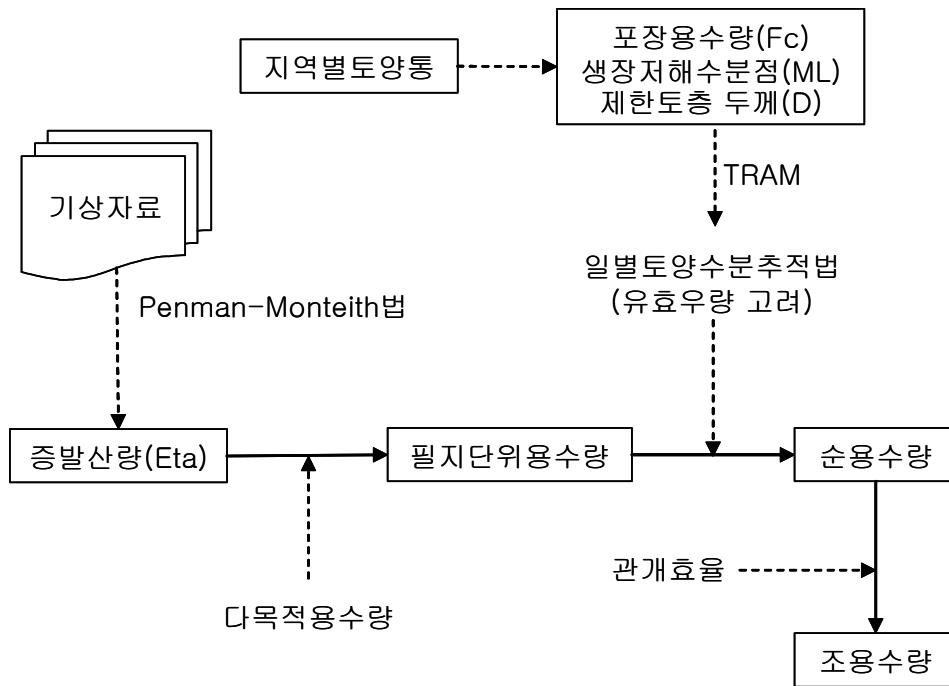 지역별토양통
포장용수량(Fc)
생장저해수분점(ML)
제한토층 두께(D)
TRAM
기상자료
일별토양수분추적법
(유효우량 고려)
Penman-Monteith법
증발산량(Eta)
필지단위용수량
순용수량
관개효율
다목적용수량
조용수량